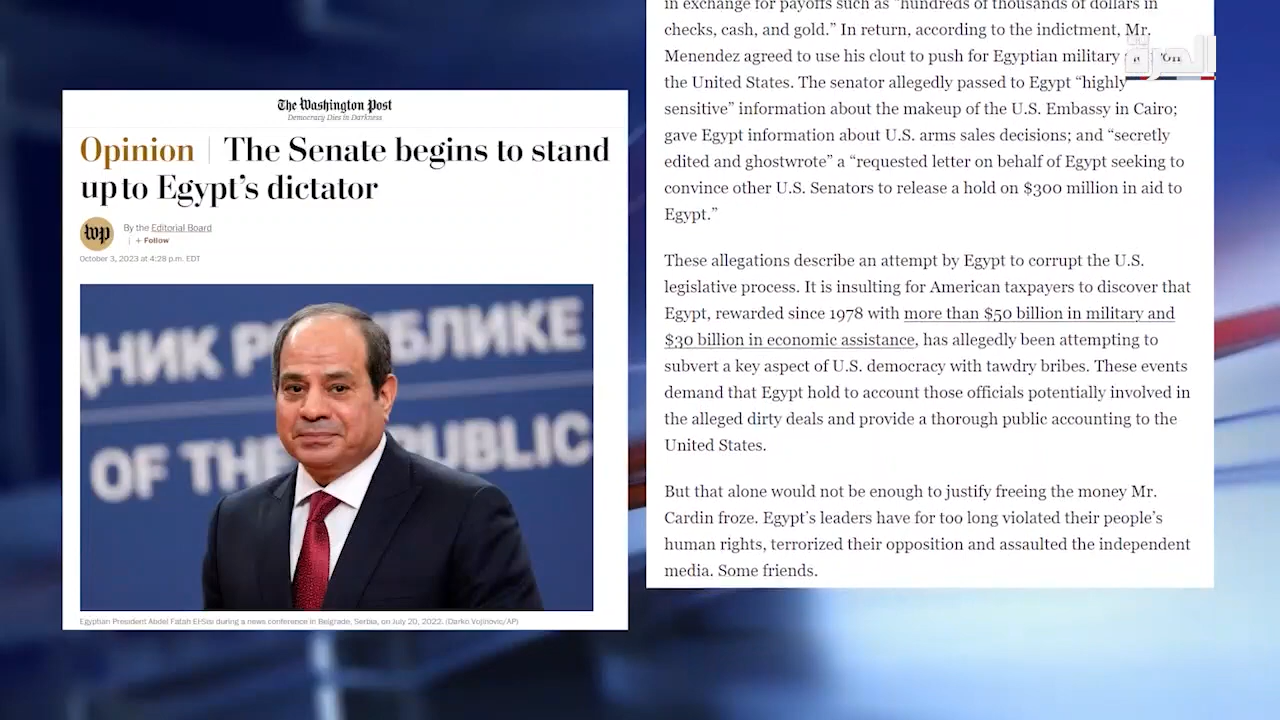 The Washington Post
Democracy Dies in Darkness
Opinion | The Senate begins to stand
up to Egypt's dictator
wp
By the Editorial Board
| + Follow
October 3, 2023 at 4:28 p.m. EDT
ДНИК РЕПУБЛИКЕ
OF THE REPUBLIC
Egyptian President Abdel Fatah El-Sisi during a news conference in Belgrade, Serbia, on July 20, 2022. (Darko Vojinovic/AP)
in exchange for payoffs such as "hundreds of thousands of dollars in
checks, cash, and gold." In return, according to the indictment, Mr.
Menendez agreed to use his clout to push for Egyptian military
the United States. The senator allegedly passed to Egypt "highly
sensitive" information about the makeup of the U.S. Embassy in Cairo;
gave Egypt information about U.S. arms sales decisions; and "secretly
edited and ghostwrote" a "requested letter on behalf of Egypt seeking to
convince other U.S. Senators to release a hold on $300 million in aid to
Egypt."
These allegations describe an attempt by Egypt to corrupt the U.S.
legislative process. It is insulting for American taxpayers to discover that
Egypt, rewarded since 1978 with more than $50 billion in military and
$30 billion in economic assistance, has allegedly been attempting to
subvert a key aspect of U.S. democracy with tawdry bribes. These events
demand that Egypt hold to account those officials potentially involved in
the alleged dirty deals and provide a thorough public accounting to the
United States.
But that alone would not be enough to justify freeing the money Mr.
Cardin froze. Egypt's leaders have for too long violated their people's
human rights, terrorized their opposition and assaulted the independent
media. Some friends.
الحرة